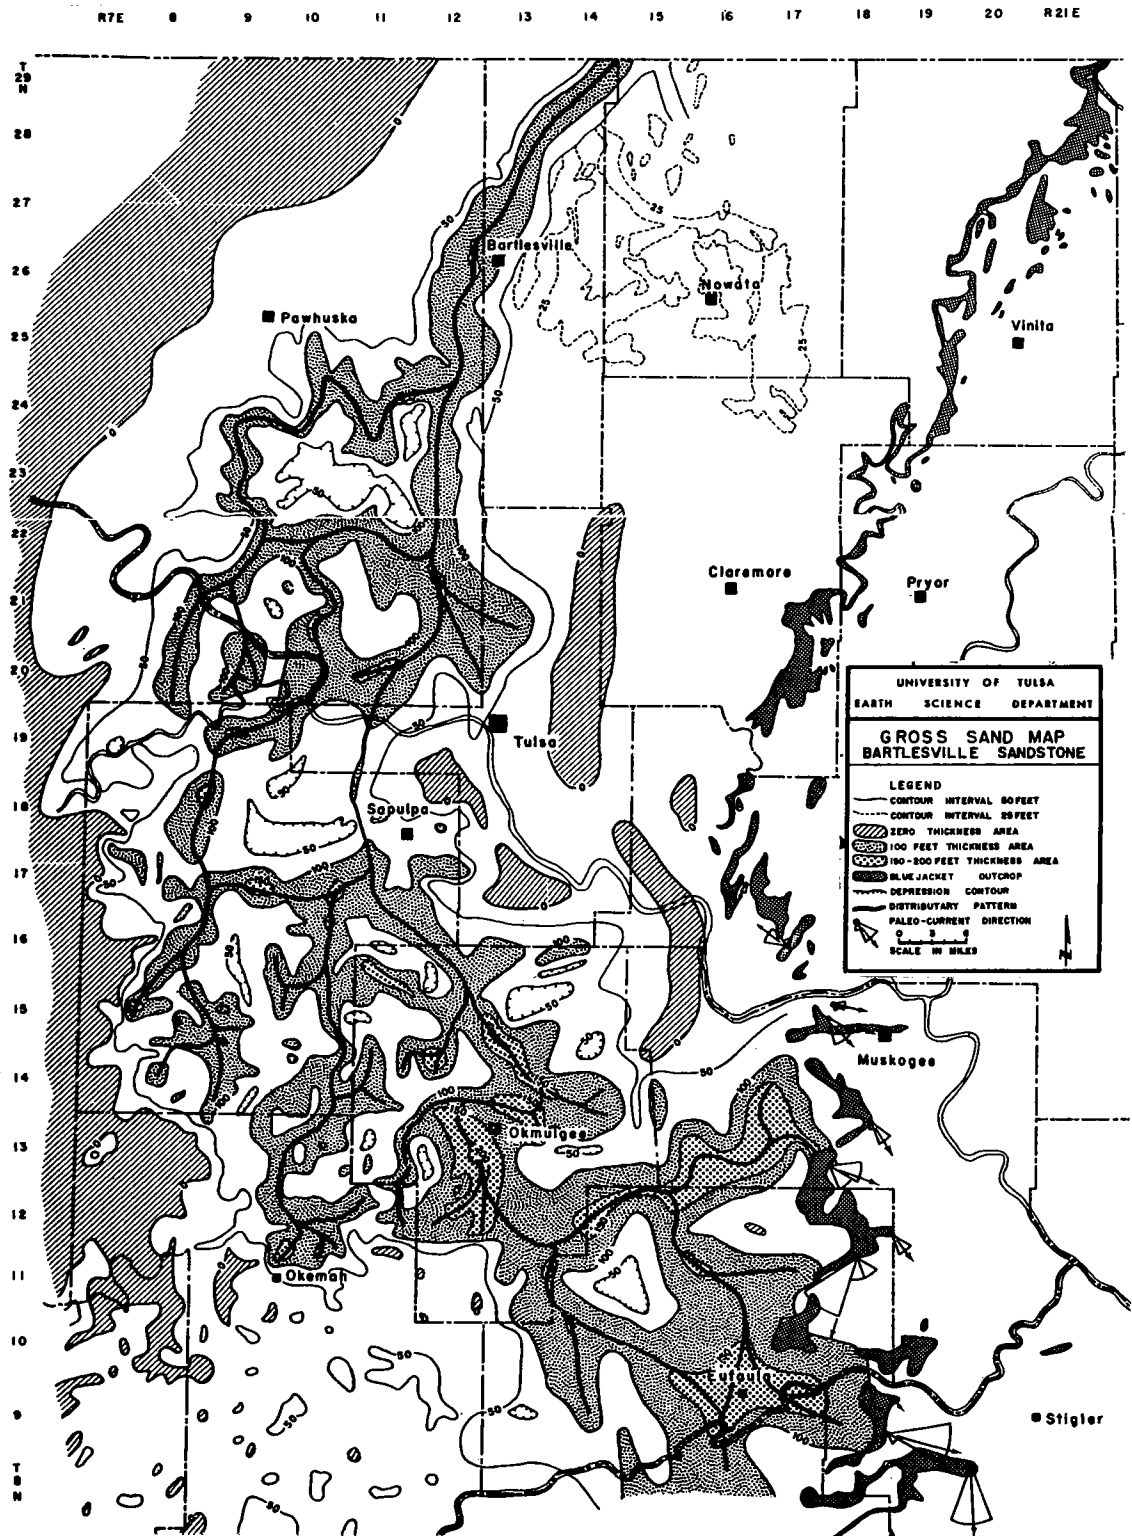 R7E 8 9 10 11 12 13 14 15 16 17 18 19 20 R21E
T
29
N
28
27
26
25
24
23
22
21
20
19
18
17
16
15
14
13
12
11
10
9
T
8
N
Bartlesville
Nowata
Pawhuska
Vinita
Claremore
Pryor
Tulsa
Sapulpa
Muskogee
Okmulgee
Okemah
Eufaula
Stigler
UNIVERSITY OF TULSA
EARTH SCIENCE DEPARTMENT
GROSS SAND MAP
BARTLESVILLE SANDSTONE
LEGEND
CONTOUR INTERVAL 50 FEET
CONTOUR INTERVAL 25 FEET
ZERO THICKNESS AREA
100 FEET THICKNESS AREA
150-200 FEET THICKNESS AREA
BLUEJACKET OUTCROP
DEPRESSION CONTOUR
DISTRIBUTARY PATTERN
PALEO-CURRENT DIRECTION
0 3 6
SCALE IN MILES
N